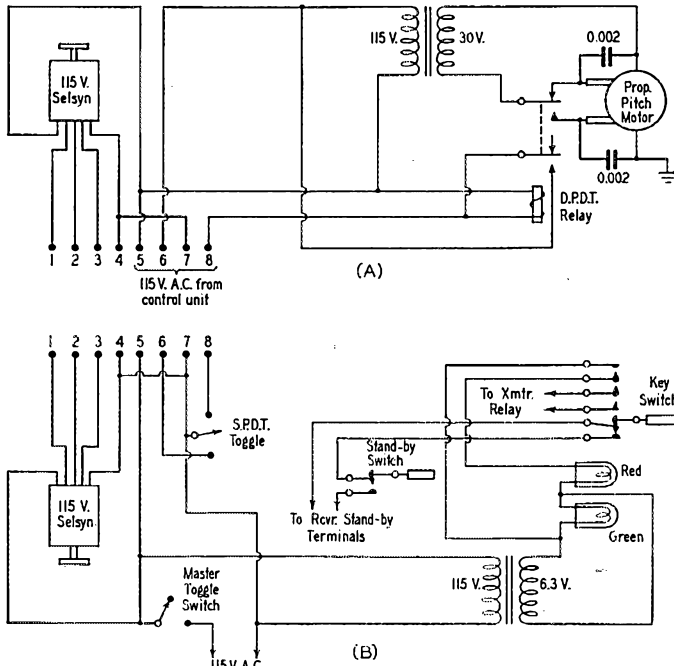 115 V.
Selsyn
115 V.
30 V.
0.002
Prop.
Pitch
Motor
0.002
D.P.D.T.
Relay
1 2 3 4 5 6 7 8
115 V. A.C. from
control unit
(A)
1 2 3 4 5 6 7 8
S.P.D.T.
Toggle
To Xmtr.
Relay
Key
Switch
Stand-by
Switch
Red
Green
To Rcvr. Stand-by
Terminals
115 V.
Selsyn
Master
Toggle
Switch
115 V.
6.3 V.
115 V. A.C.
(B)